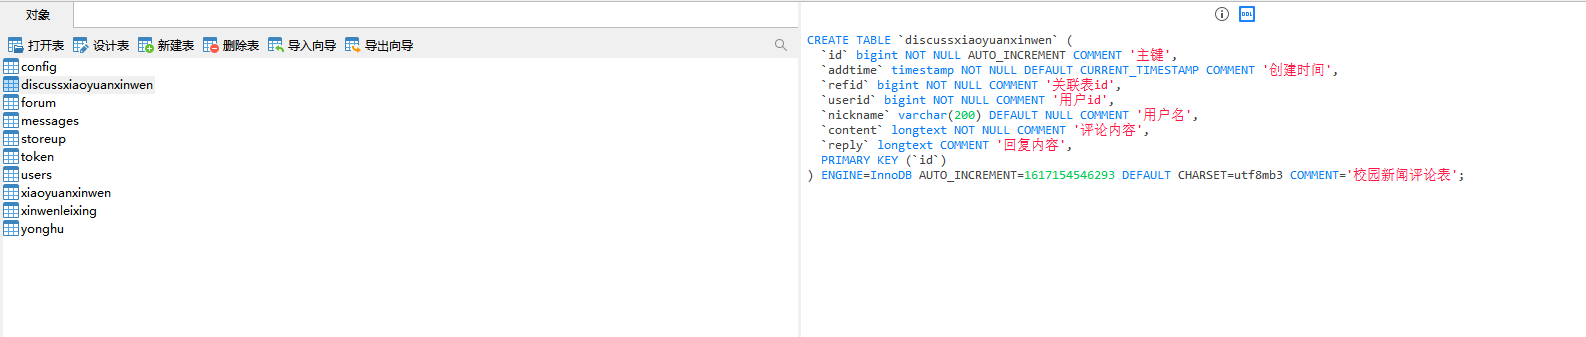 对象
打开表 设计表 新建表 删除表 导入向导 导出向导
config
discussxiaoyuanxinwen
forum
messages
storeup
token
users
xiaoyuanxinwen
xinwenleixing
yonghu
DDL
CREATE TABLE `discussxiaoyuanxinwen` (
  `id` bigint NOT NULL AUTO_INCREMENT COMMENT '主键',
  `addtime` timestamp NOT NULL DEFAULT CURRENT_TIMESTAMP COMMENT '创建时间',
  `refid` bigint NOT NULL COMMENT '关联表id',
  `userid` bigint NOT NULL COMMENT '用户id',
  `nickname` varchar(200) DEFAULT NULL COMMENT '用户名',
  `content` longtext NOT NULL COMMENT '评论内容',
  `reply` longtext COMMENT '回复内容',
  PRIMARY KEY (`id`)
) ENGINE=InnoDB AUTO_INCREMENT=1617154546293 DEFAULT CHARSET=utf8mb3 COMMENT='校园新闻评论表';